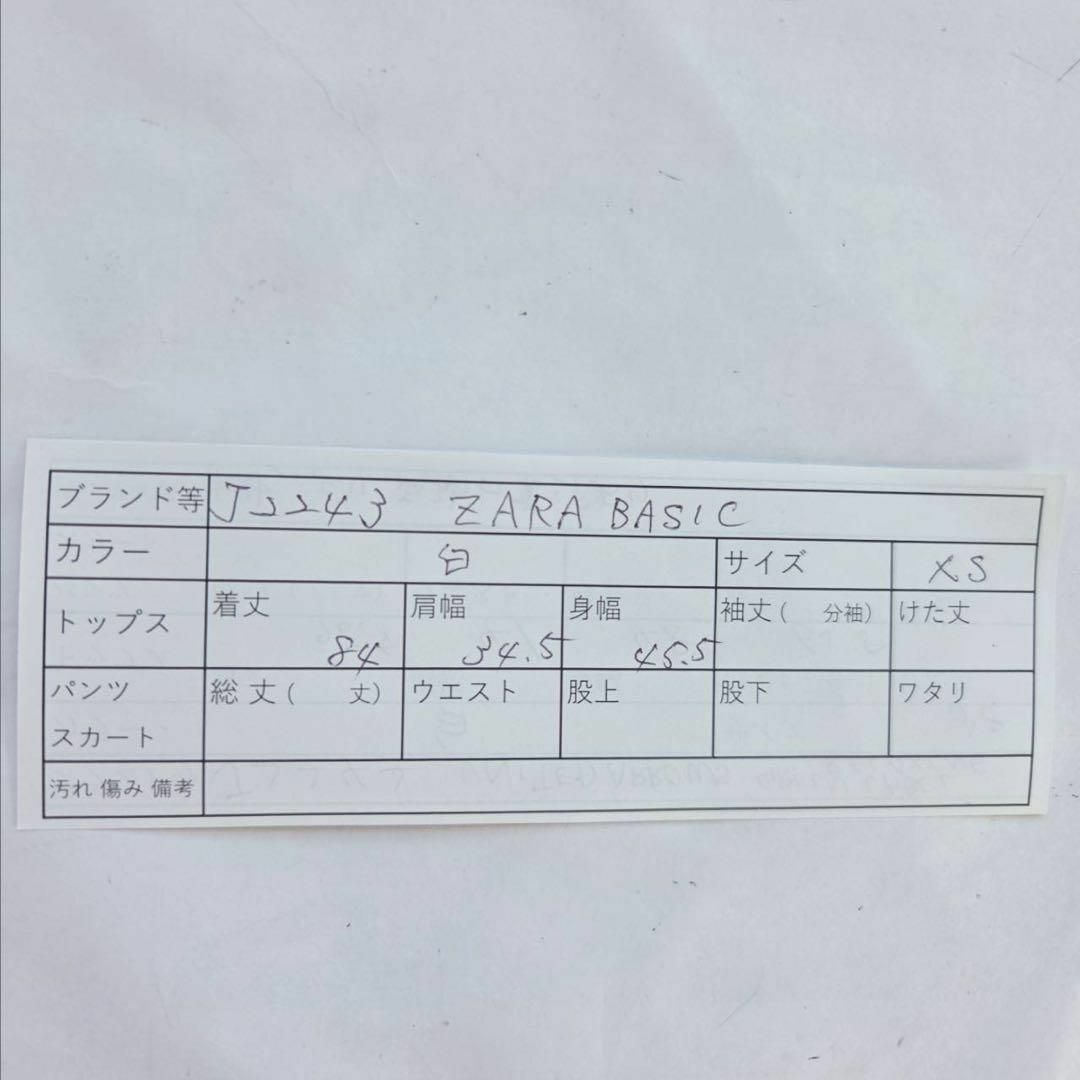 ブランド等 J2243 ZARA BASIC
カラー 白 サイズ XS
トップス 着丈 84 肩幅 34.5 身幅 45.5 袖丈( 分袖) けた丈
パンツ スカート 総丈( 丈) ウエスト 股上 股下 ワタリ
汚れ 傷み 備考